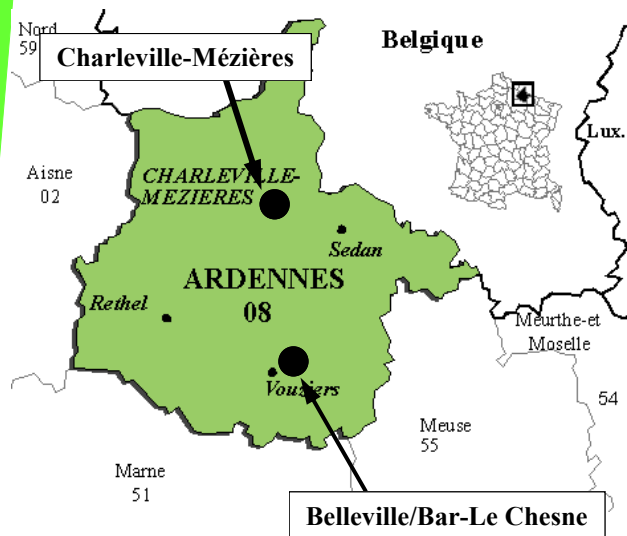 Nord
59
Belgique
Charleville-Mézières
Lux.
Aisne
02
CHARLEVILLE-
MEZIERES
Sedan
ARDENNES
08
Rethel
Meurthe-et
Moselle
Vouziers
54
Meuse
55
Marne
51
Belleville/Bar-Le Chesne